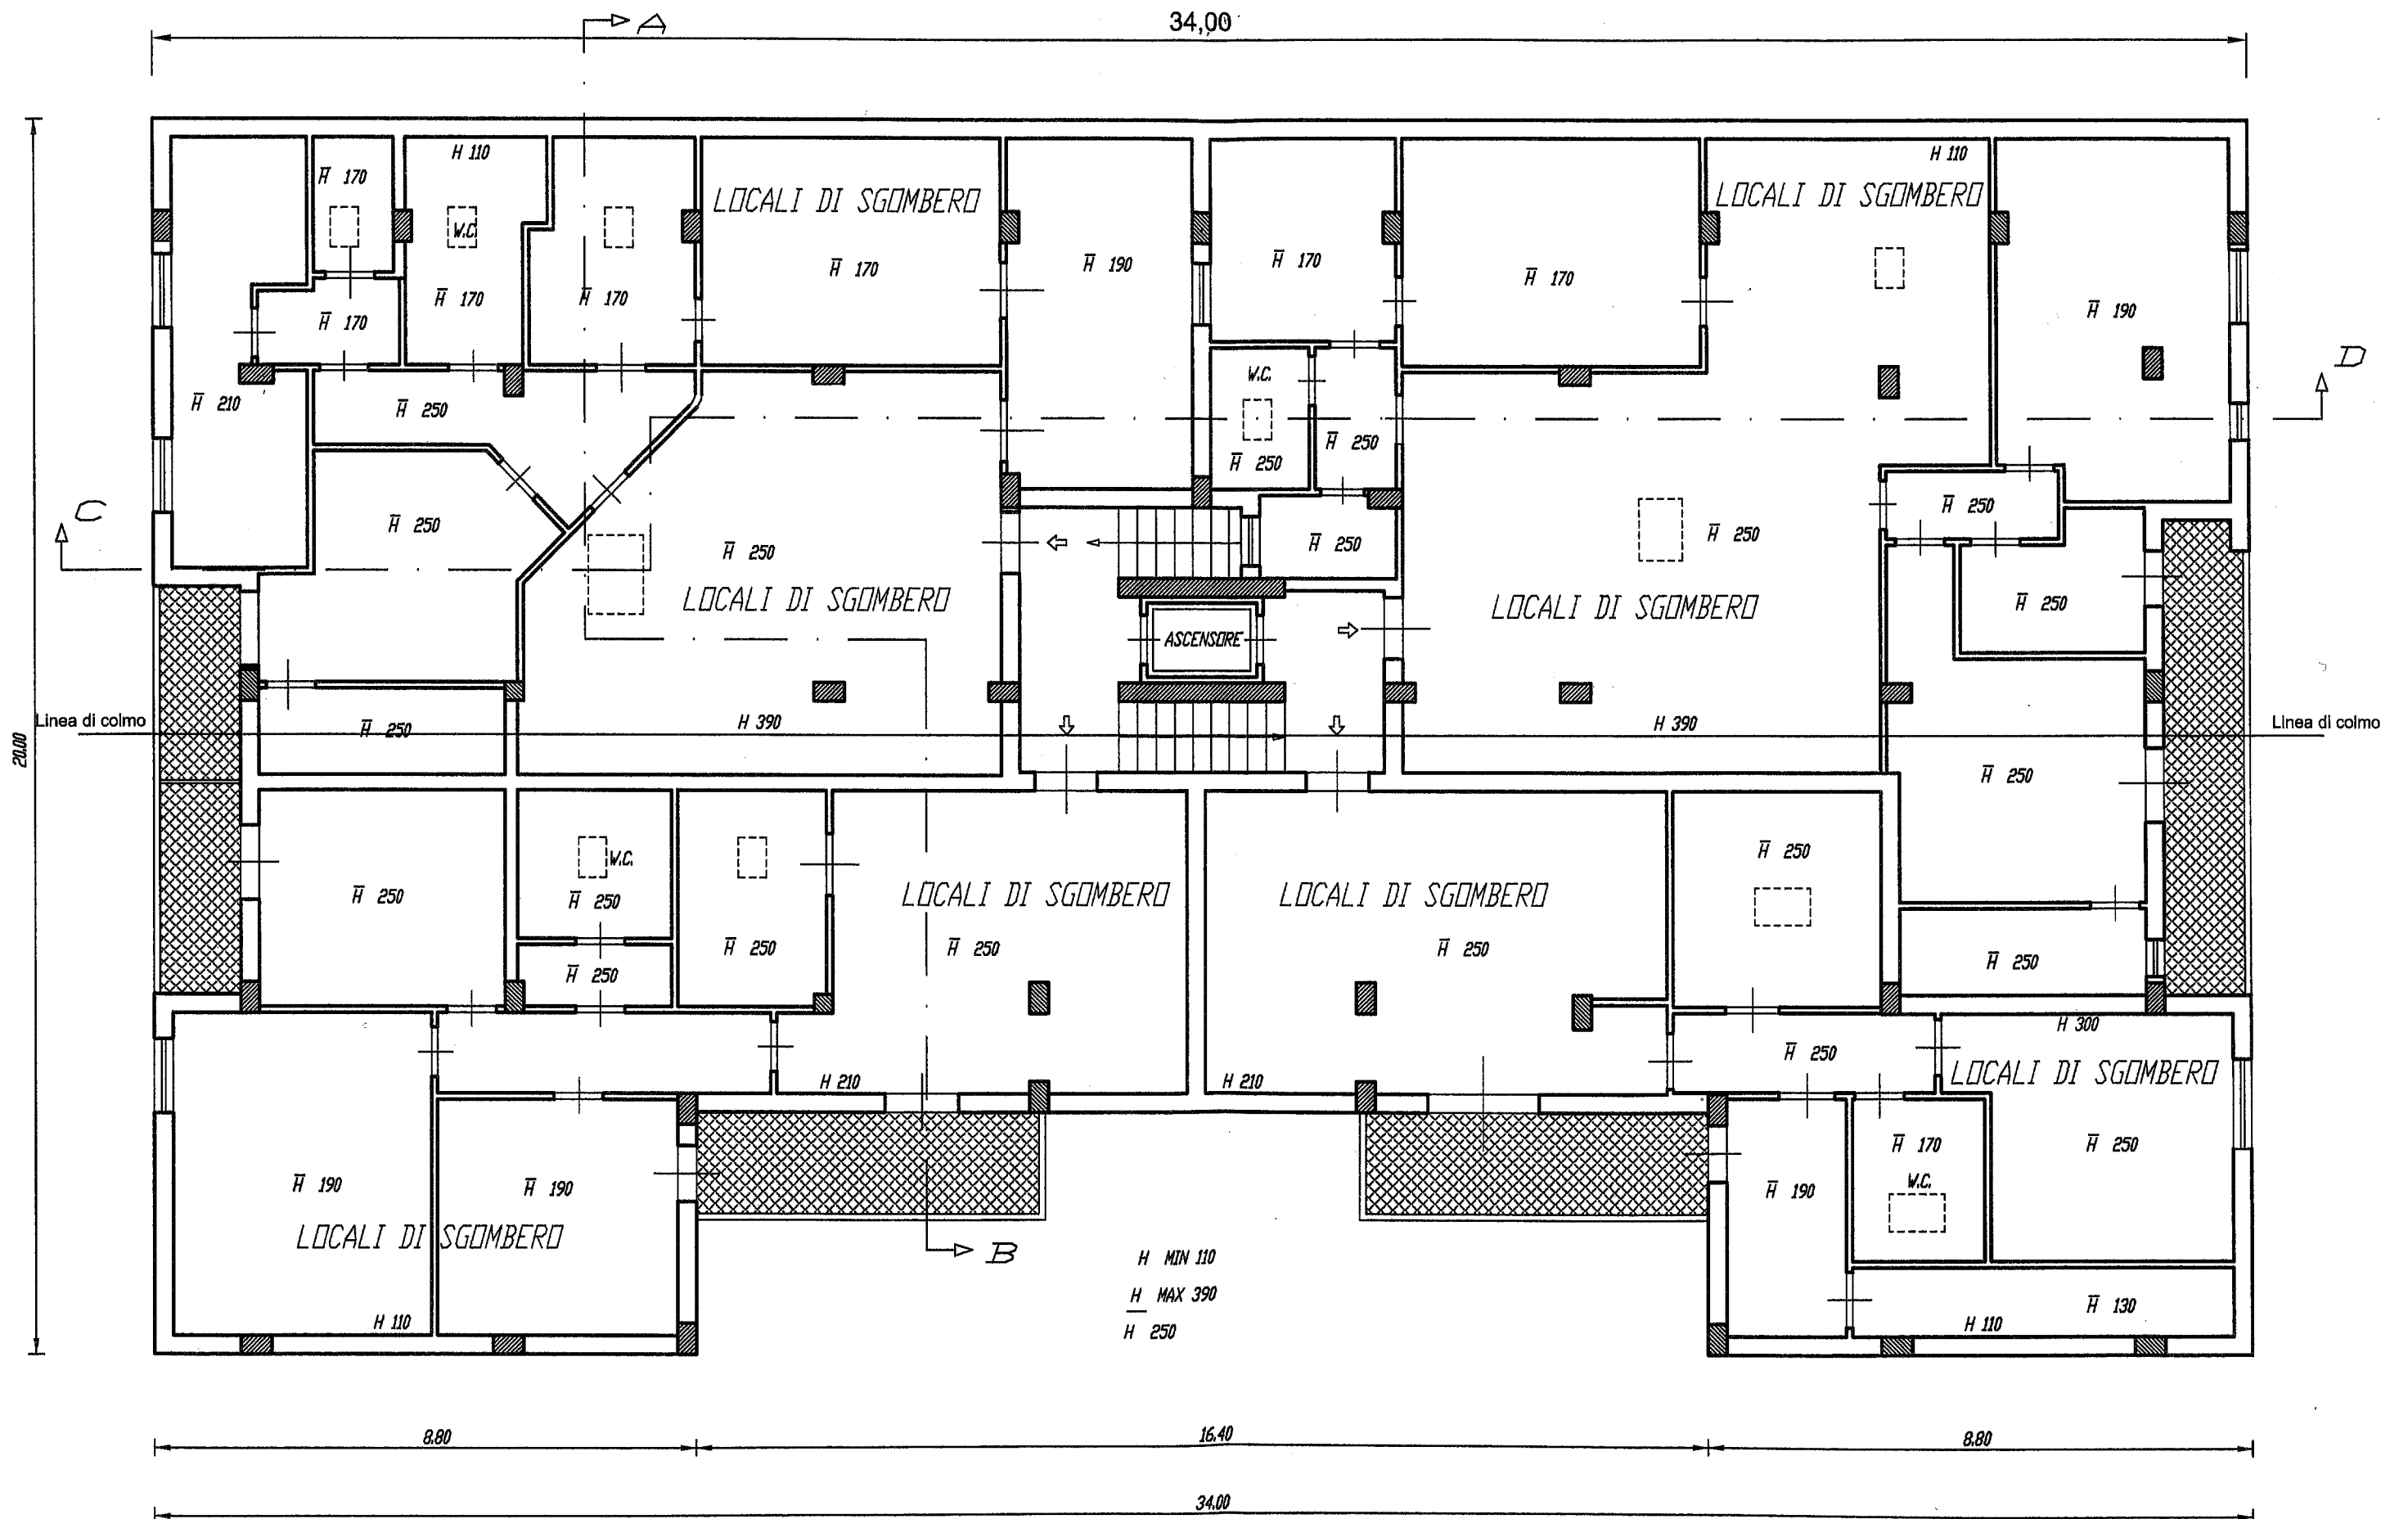 A
34,00
H 110
H 110
H 170
LOCALI DI SGOMBERO
LOCALI DI SGOMBERO
W.C.
H 170
H 190
H 170
H 170
H 170
H 170
H 170
H 190
H 170
D
W.C.
H 210
H 250
H 250
H 250
C
H 250
H 250
H 250
H 250
H 250
LOCALI DI SGOMBERO
LOCALI DI SGOMBERO
H 250
ASCENSORE
Linea di colmo
H 250
H 390
H 390
Linea di colmo
20.00
H 250
W.C.
H 250
H 250
H 250
LOCALI DI SGOMBERO
LOCALI DI SGOMBERO
H 250
H 250
H 250
H 250
H 250
H 250
H 300
H 250
LOCALI DI SGOMBERO
H 210
H 210
H 170
H 250
W.C.
H 190
H 190
H 190
LOCALI DI SGOMBERO
B
H MIN 110
H MAX 390
H 250
H 110
H 130
H 110
8.80
16.40
8.80
34.00